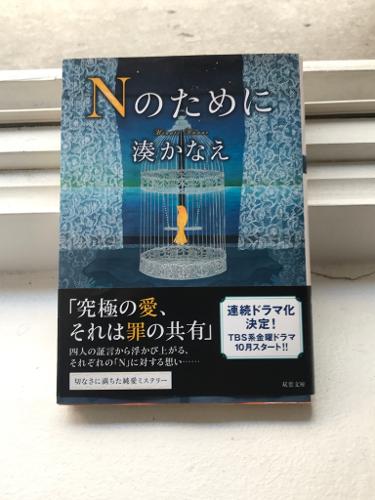 Nのために
Minato Kanae
湊かなえ
「究極の愛、
それは罪の共有」
四人の証言から浮かび上がる、
それぞれの「N」に対する想い……
切なさに満ちた純愛ミステリー
連続ドラマ化
決定！
TBS系金曜ドラマ
10月スタート!!
双葉文庫